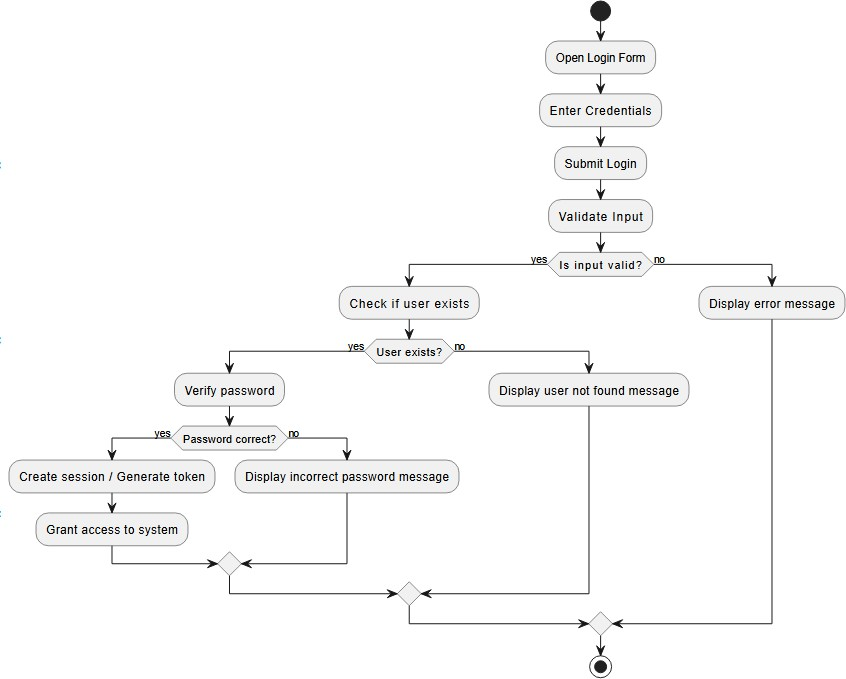 Open Login Form
Enter Credentials
Submit Login
Validate Input
yes
Is input valid?
no
Check if user exists
Display error message
yes
User exists?
no
Verify password
Display user not found message
yes
Password correct?
no
Create session / Generate token
Display incorrect password message
Grant access to system